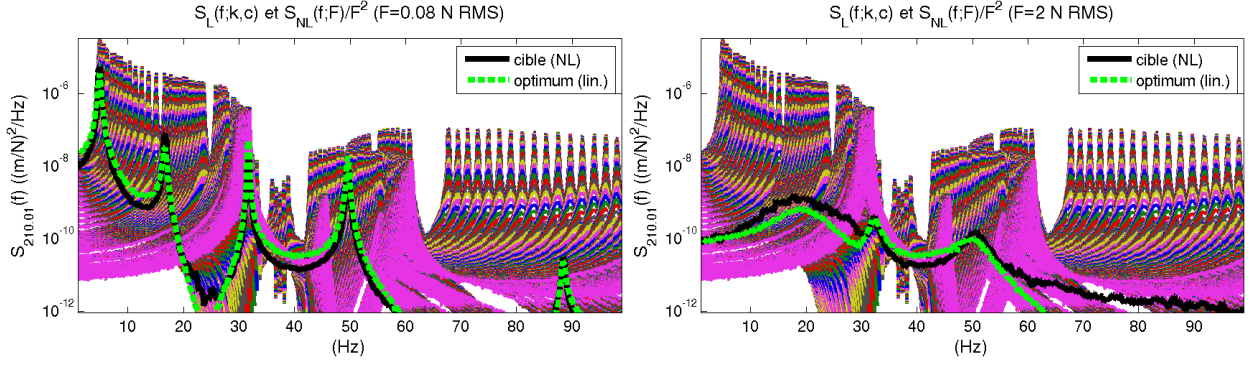 S_L(f;k,c) et S_NL(f;F)/F^2 (F=0.08 N RMS)
S_210.01(f) ((m/N)^2/Hz)
10^-6
10^-8
10^-10
10^-12
cible (NL)
optimum (lin.)
10 20 30 40 50 60 70 80 90
(Hz)
S_L(f;k,c) et S_NL(f;F)/F^2 (F=2 N RMS)
S_210.01(f) ((m/N)^2/Hz)
10^-6
10^-8
10^-10
10^-12
cible (NL)
optimum (lin.)
10 20 30 40 50 60 70 80 90
(Hz)